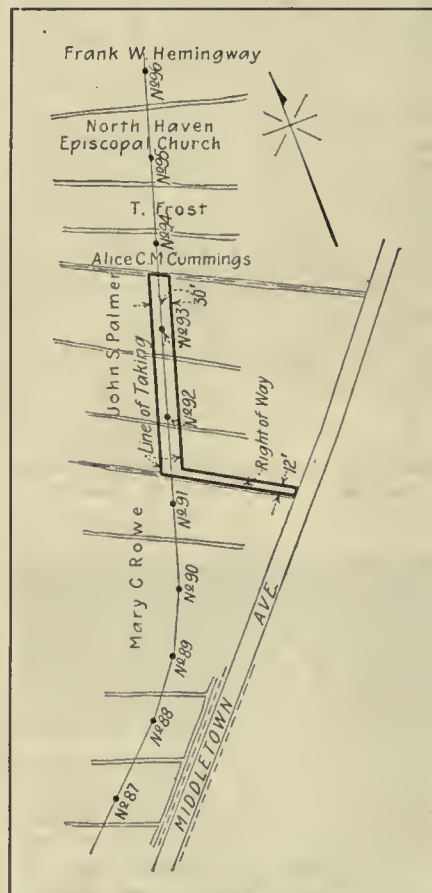 Frank W. Hemingway
Nº96
North Haven
Episcopal Church
Nº95
T. Frost
Nº94
Alice C.M Cummings
John S. Palmer
30'
Nº93
Line of Taking
Nº92
Right of Way
12'
Nº91
Mary C Rowe
Nº90
Nº89
Nº88
Nº87
MIDDLETOWN AVE.